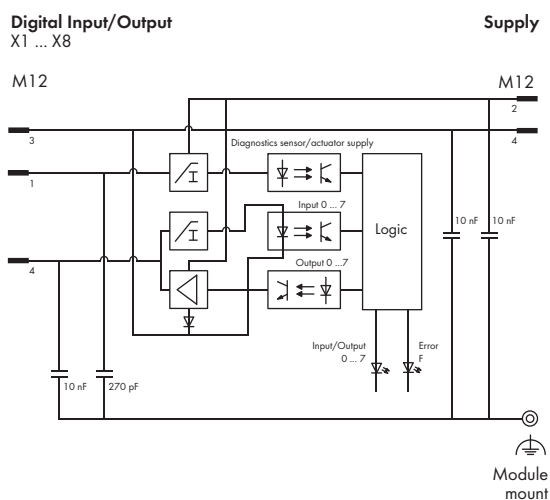 Digital Input/Output
X1 ... X8
Supply
M12
M12
2
3
4
Diagnostics sensor/actuator supply
1
I
Input 0 ... 7
I
Logic
10 nF
10 nF
4
Output 0 ...7
Input/Output
0 ... 7
Error
F
10 nF
270 pF
Module
mount